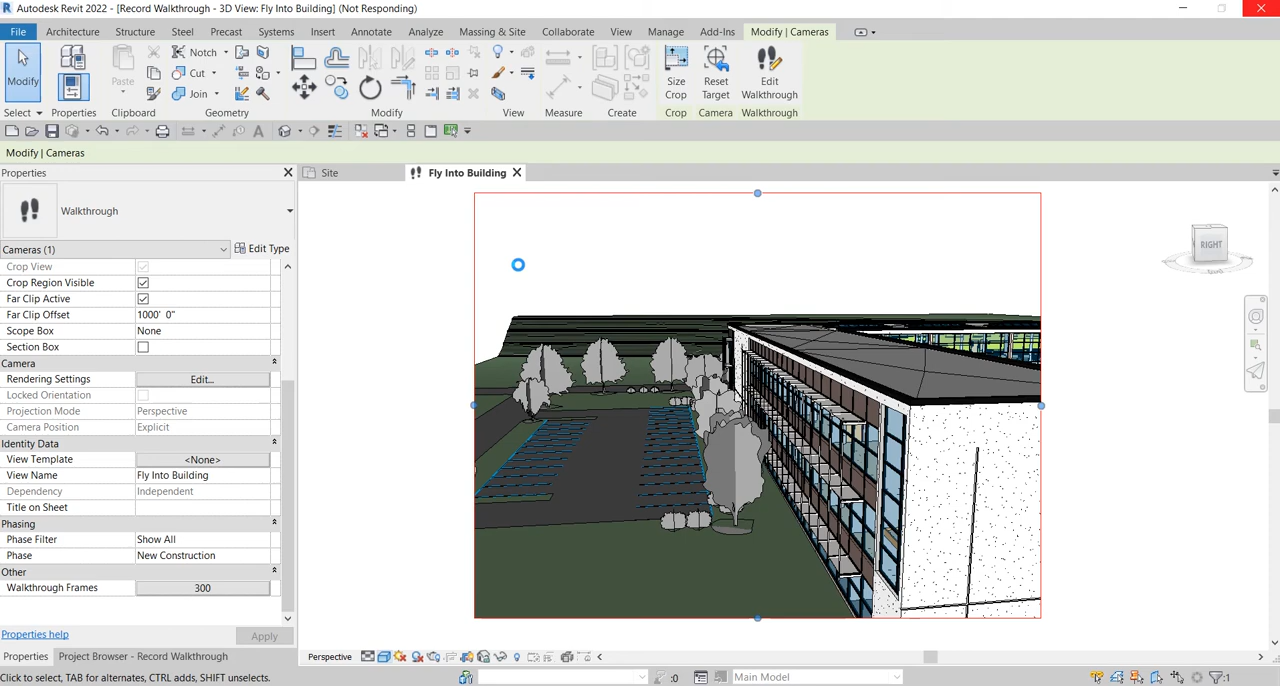 Autodesk Revit 2022 - [Record Walkthrough - 3D View: Fly Into Building] (Not Responding)
File Architecture Structure Steel Precast Systems Insert Annotate Analyze Massing & Site Collaborate View Manage Add-Ins Modify | Cameras
Modify Paste Notch Cut Join Size Crop Reset Target Edit Walkthrough
Select Properties Clipboard Geometry Modify View Measure Create Crop Camera Walkthrough
Modify | Cameras
Properties
Site
Fly Into Building
Walkthrough
Cameras (1) Edit Type
Crop View
Crop Region Visible
Far Clip Active
Far Clip Offset 1000' 0"
Scope Box None
Section Box
Camera
Rendering Settings Edit...
Locked Orientation
Projection Mode Perspective
Camera Position Explicit
Identity Data
View Template <None>
View Name Fly Into Building
Dependency Independent
Title on Sheet
Phasing
Phase Filter Show All
Phase New Construction
Other
Walkthrough Frames 300
Properties help Apply
Properties Project Browser - Record Walkthrough
RIGHT
Perspective
Click to select, TAB for alternates, CTRL adds, SHIFT unselects. :0 Main Model :1